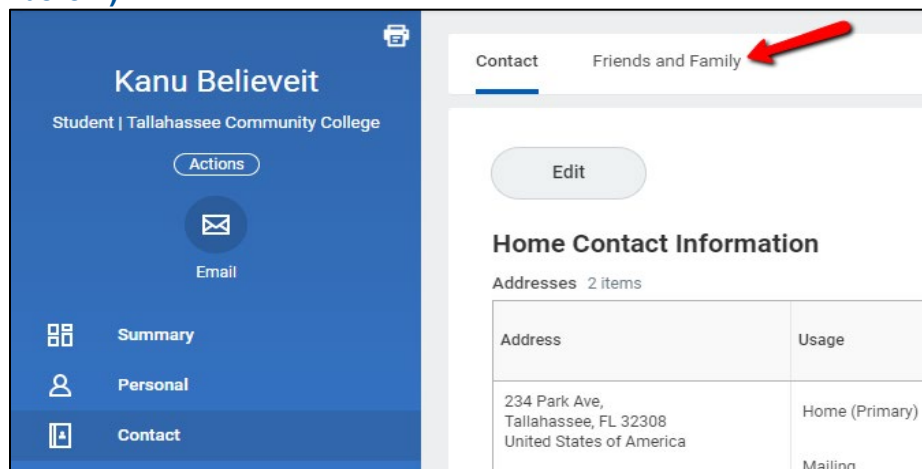 Kanu Believeit
Student | Tallahassee Community College
Actions
Email
Summary
Personal
Contact
Contact Friends and Family
Edit
Home Contact Information
Addresses 2 items
Address Usage
234 Park Ave,
Tallahassee, FL 32308
United States of America
Home (Primary)
Mailing